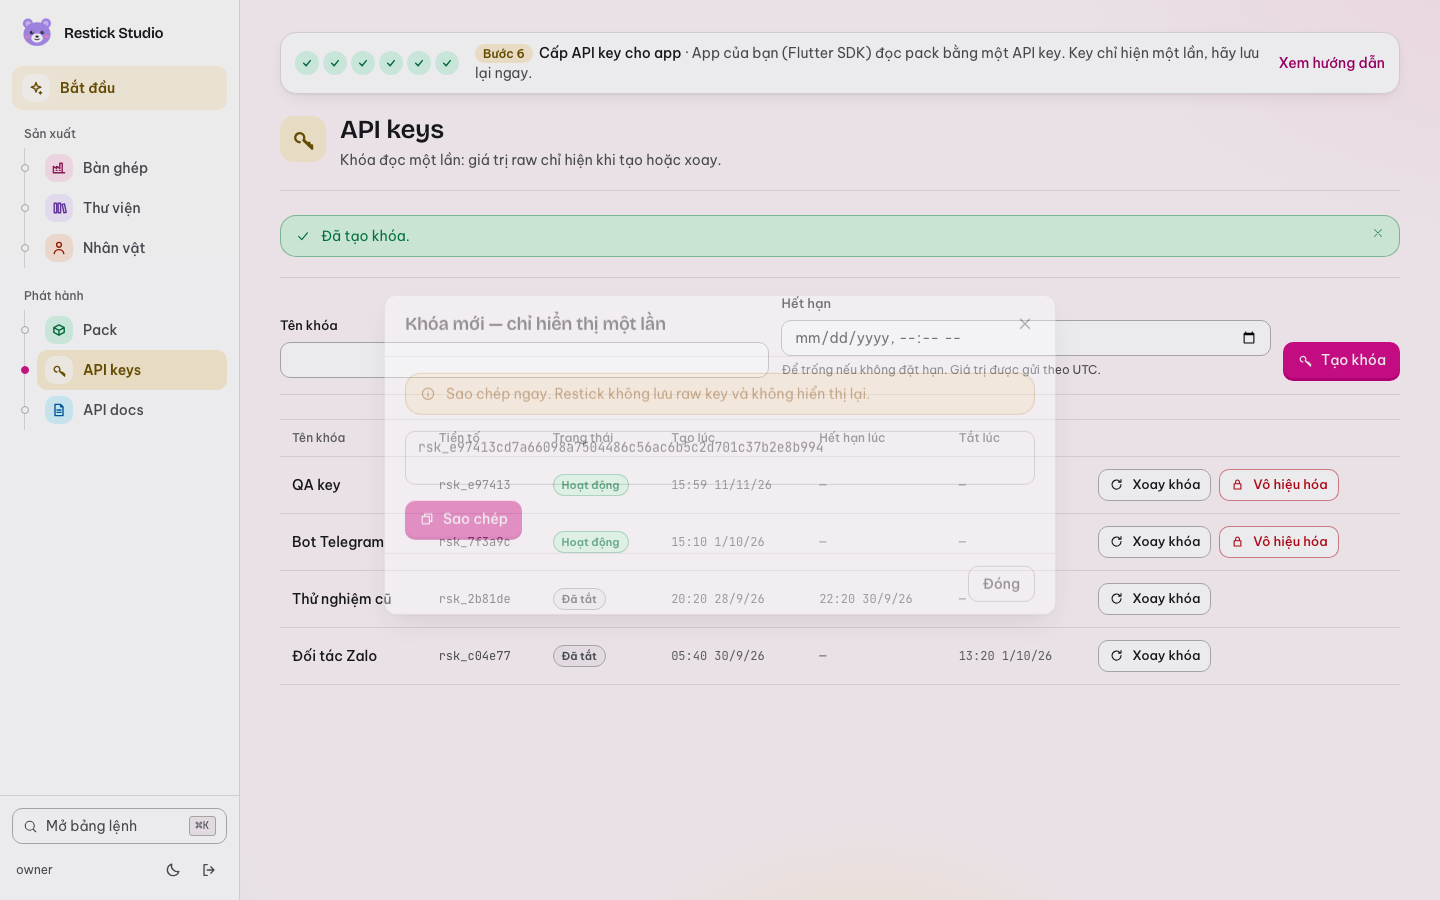 Restick Studio
Bắt đầu
Sản xuất
Bàn ghép
Thư viện
Nhân vật
Phát hành
Pack
API keys
API docs
Mở bảng lệnh
⌘K
owner
Bước 6 Cấp API key cho app · App của bạn (Flutter SDK) đọc pack bằng một API key. Key chỉ hiện một lần, hãy lưu
lại ngay.
Xem hướng dẫn
API keys
Khóa đọc một lần: giá trị raw chỉ hiện khi tạo hoặc xoay.
Đã tạo khóa.
Tên khóa
Hết hạn
mm/dd/yyyy, --:-- --
Để trống nếu không đặt hạn. Giá trị được gửi theo UTC.
Tạo khóa
Khóa mới — chỉ hiển thị một lần
Sao chép ngay. Restick không lưu raw key và không hiển thị lại.
rsk_e97413cd7a66098a7504486c56ac6b5c2d701c37b2e8b994
Sao chép
Đóng
Tên khóa Tiền tố Trạng thái Tạo lúc Hết hạn lúc Tắt lúc
QA key rsk_e97413 Hoạt động 15:59 11/11/26 — — Xoay khóa Vô hiệu hóa
Bot Telegram rsk_7f3a9c Hoạt động 15:10 1/10/26 — — Xoay khóa Vô hiệu hóa
Thử nghiệm cũ rsk_2b81de Đã tắt 20:20 28/9/26 22:20 30/9/26 — Xoay khóa
Đối tác Zalo rsk_c04e77 Đã tắt 05:40 30/9/26 — 13:20 1/10/26 Xoay khóa